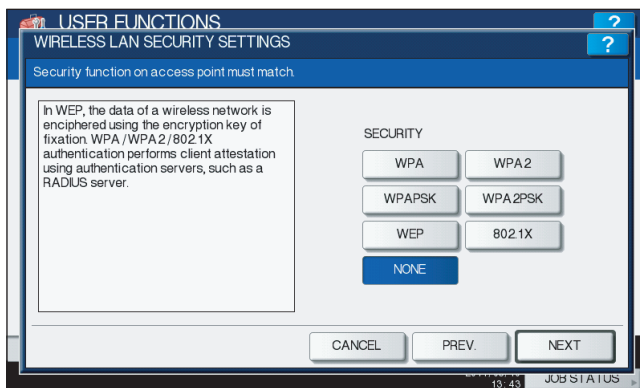 USER FUNCTIONS
?
WIRELESS LAN SECURITY SETTINGS
?
Security function on access point must match.
In WEP, the data of a wireless network is
enciphered using the encryption key of
fixation. WPA/WPA2/802.1X
authentication performs client attestation
using authentication servers, such as a
RADIUS server.
SECURITY
WPA
WPA2
WPAPSK
WPA2PSK
WEP
802.1X
NONE
CANCEL
PREV.
NEXT
13:43
JOB STATUS